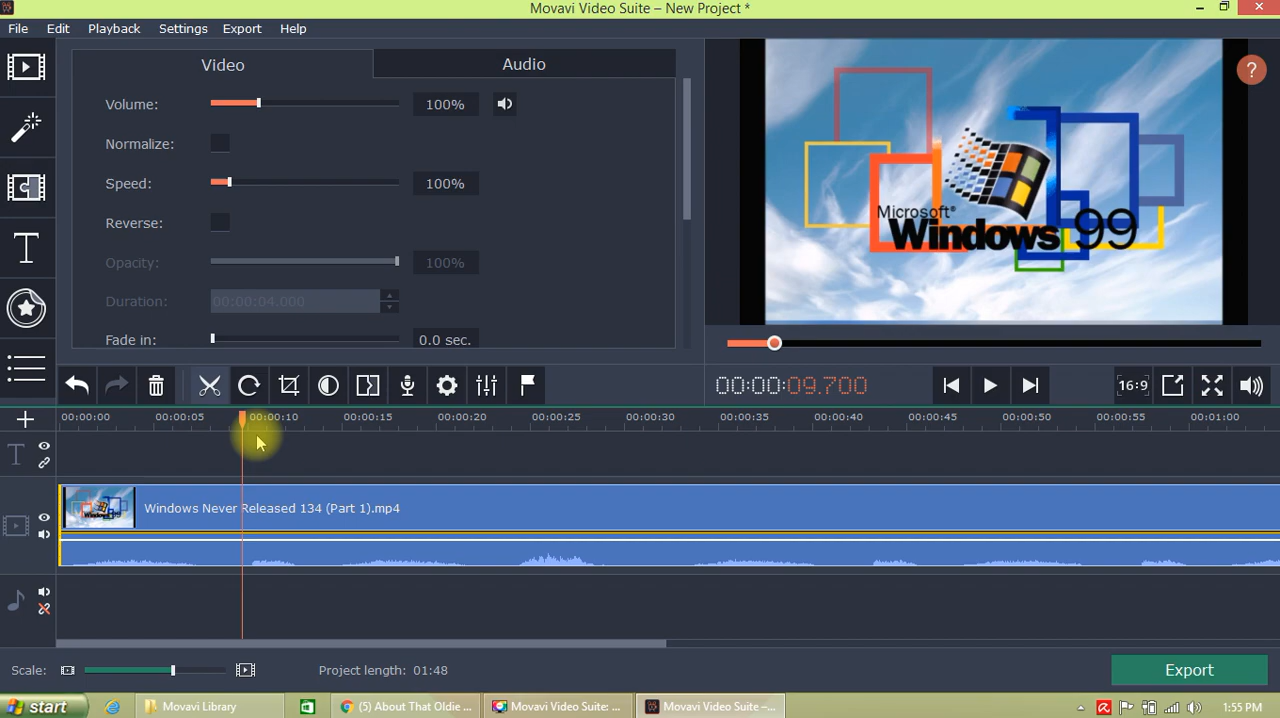 Movavi Video Suite – New Project *
File Edit Playback Settings Export Help
Video Audio
Volume: 100%
Normalize:
Speed: 100%
Reverse:
Opacity: 100%
Duration: 00:00:04.000
Fade in: 0.0 sec.
?
Microsoft®
Windows 99
00:00:09.700
16:9
00:00:00 00:00:05 00:00:10 00:00:15 00:00:20 00:00:25 00:00:30 00:00:35 00:00:40 00:00:45 00:00:50 00:00:55 00:01:00
T
Windows Never Released 134 (Part 1).mp4
Scale: Project length: 01:48 Export
start Movavi Library (5) About That Oldie ... Movavi Video Suite: ... Movavi Video Suite –... 1:55 PM